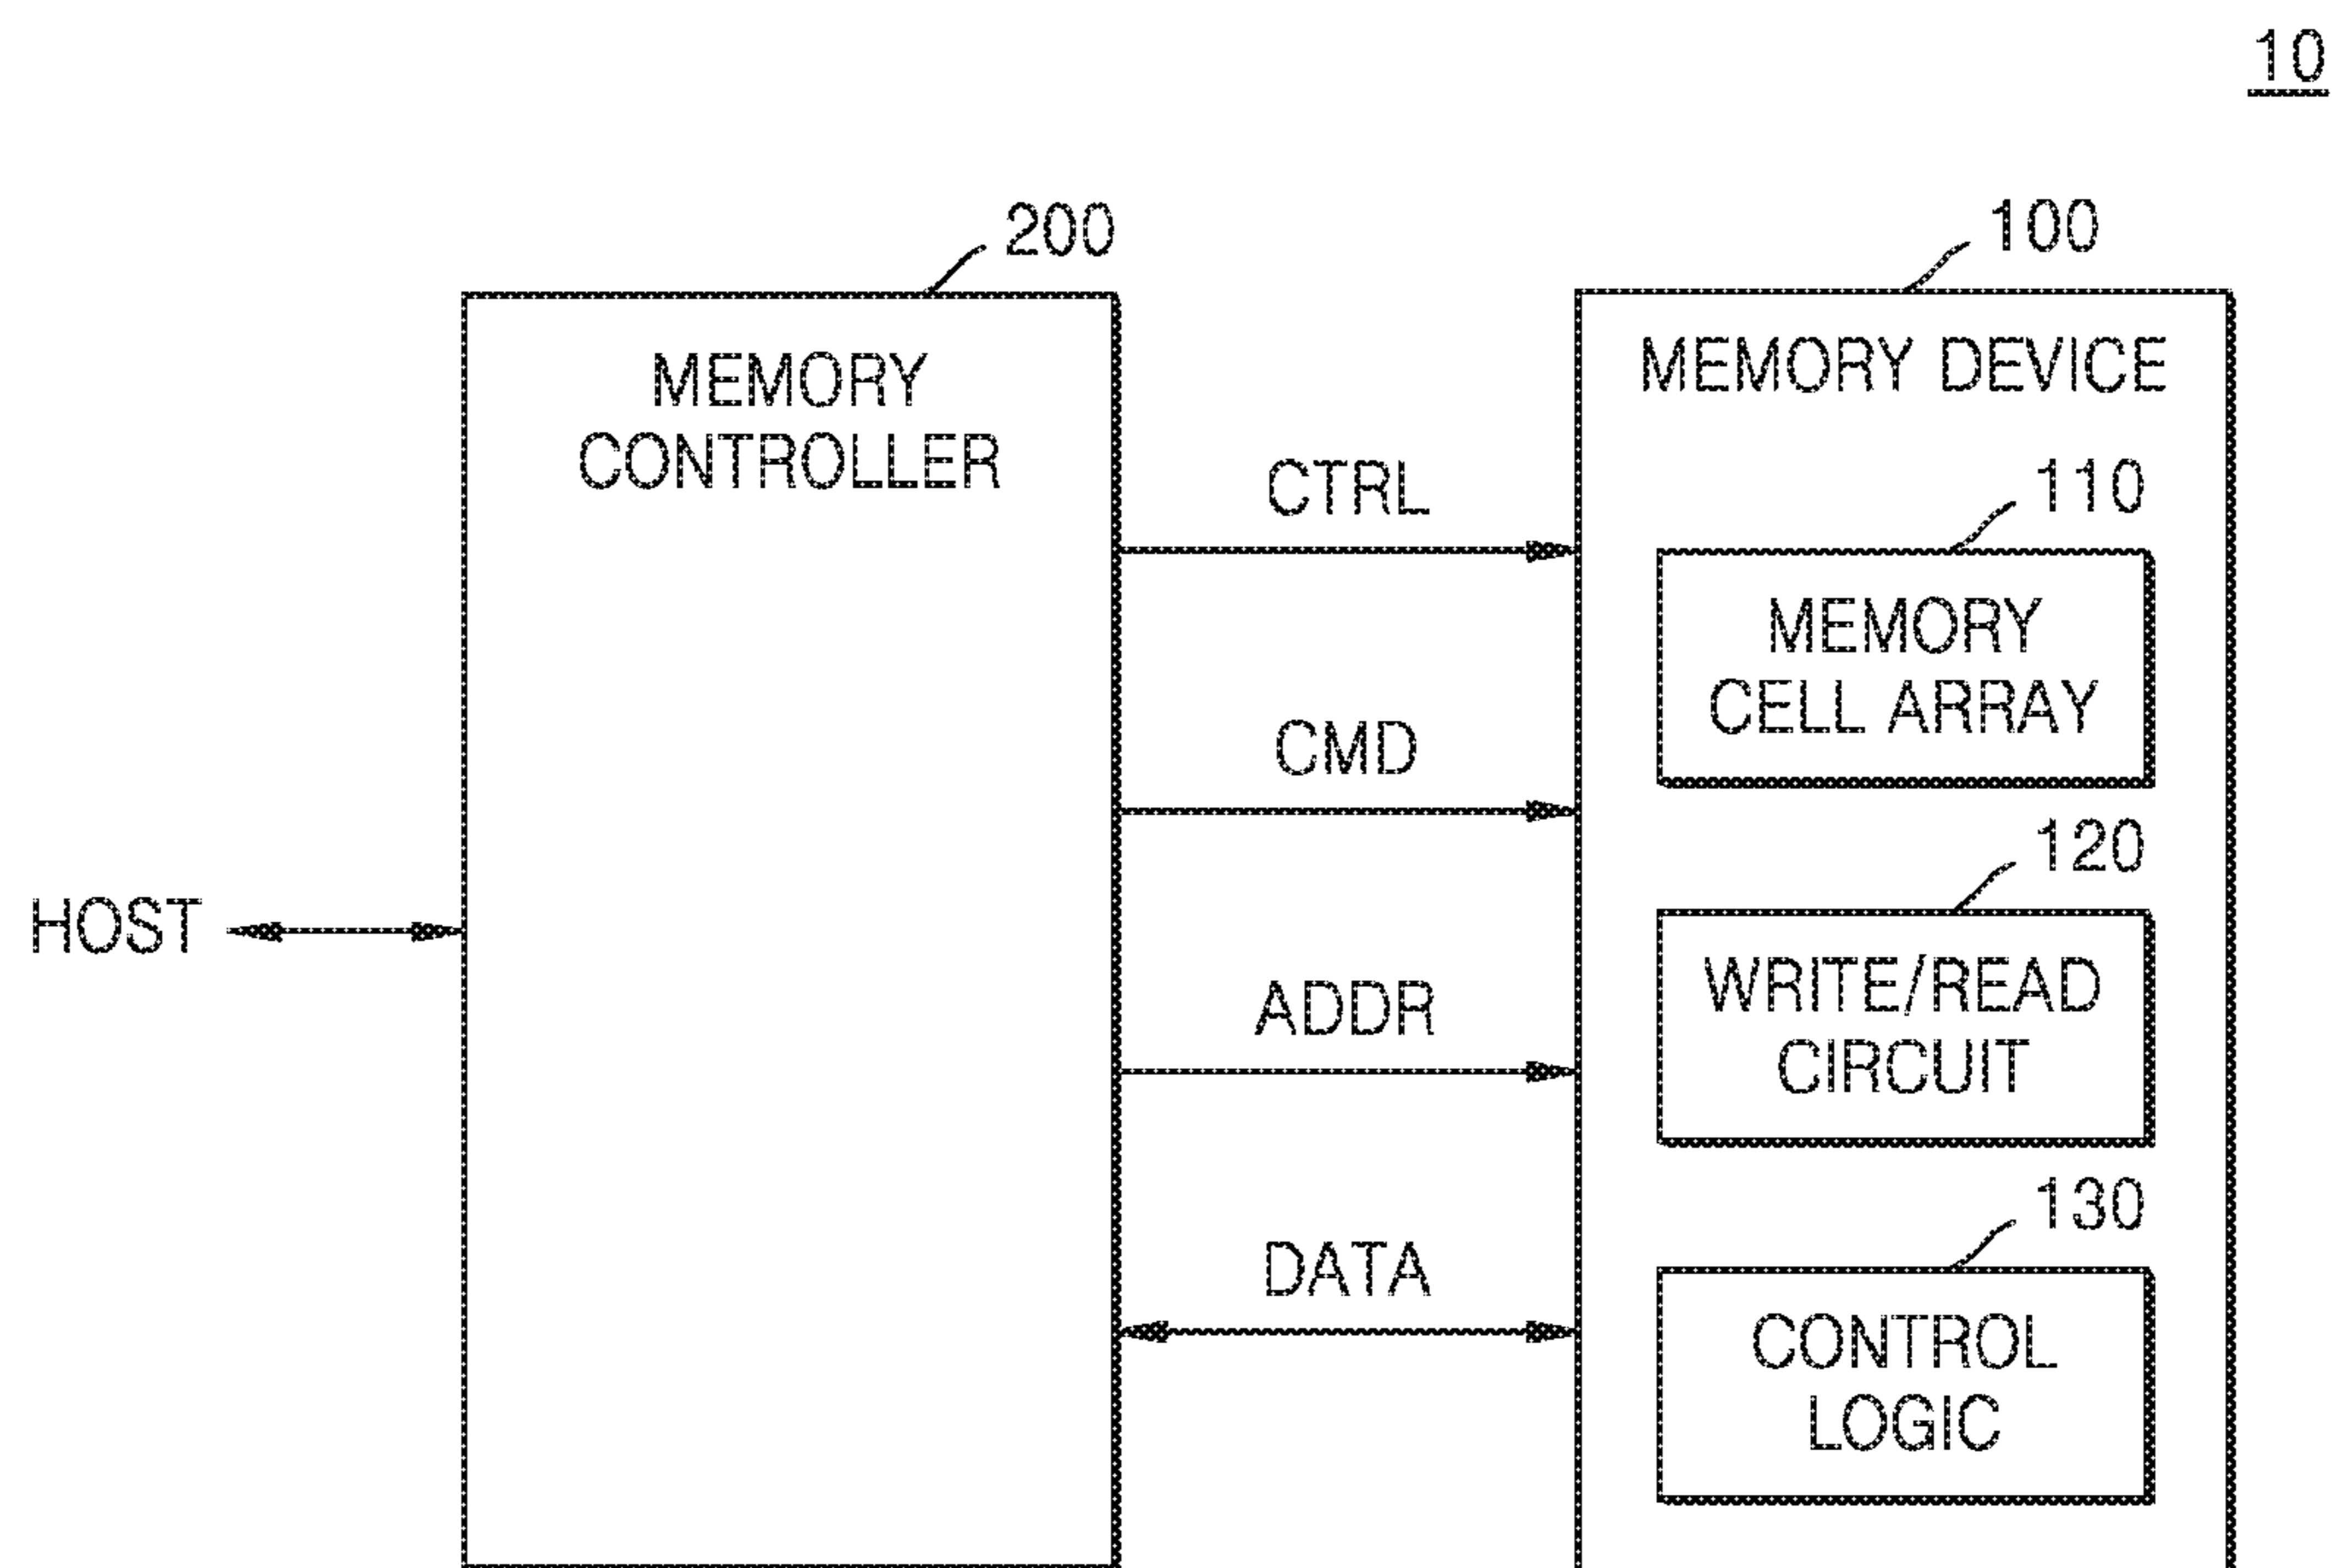 10
200
100
MEMORY
CONTROLLER
MEMORY DEVICE
CTRL
110
MEMORY
CELL ARRAY
CMD
120
HOST
WRITE/READ
CIRCUIT
ADDR
130
DATA
CONTROL
LOGIC